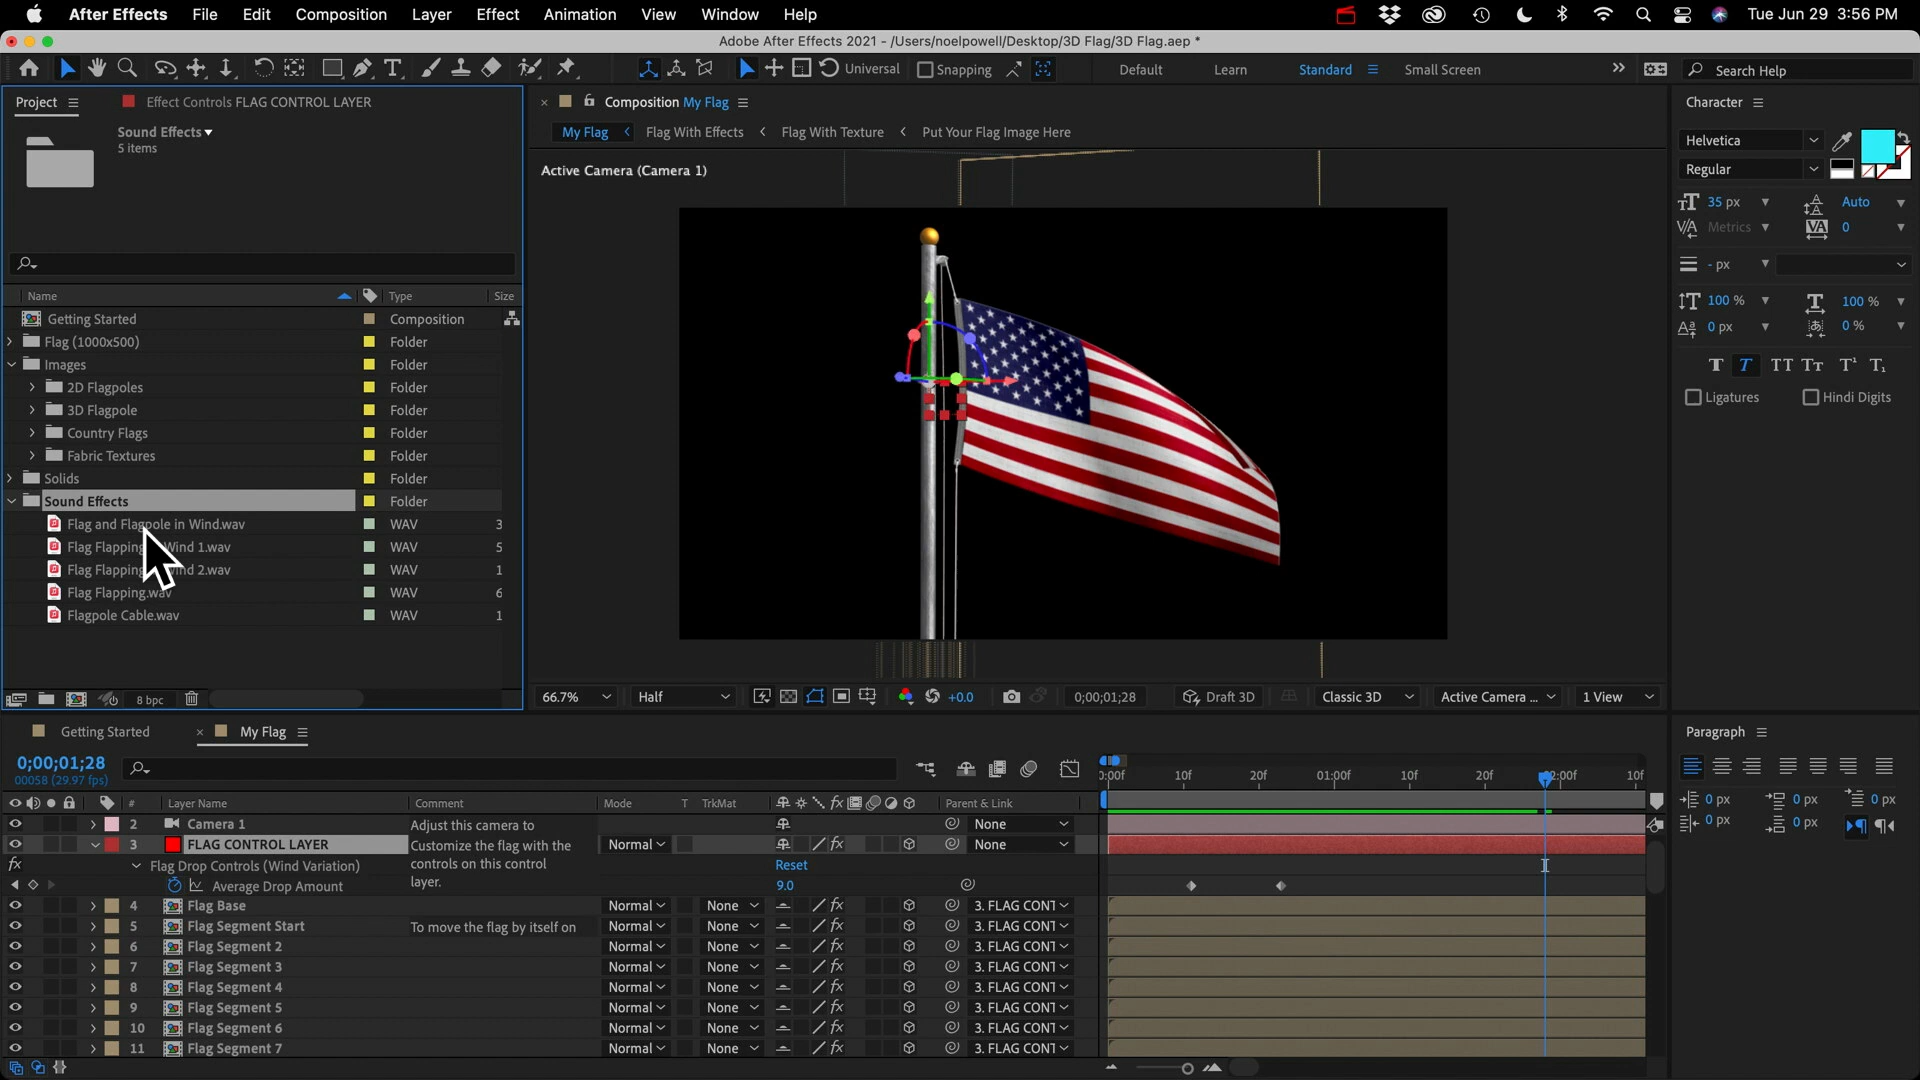 After Effects File Edit Composition Layer Effect Animation View Window Help Tue Jun 29 3:56 PM
Adobe After Effects 2021 - /Users/noelpowell/Desktop/3D Flag/3D Flag.aep *
Universal Snapping Default Learn Standard Small Screen Search Help
Project Effect Controls FLAG CONTROL LAYER
Sound Effects
5 items
Name Type Size
Getting Started Composition
Flag (1000x500) Folder
Images Folder
2D Flagpoles Folder
3D Flagpole Folder
Country Flags Folder
Fabric Textures Folder
Solids Folder
Sound Effects Folder
Flag and Flagpole in Wind.wav WAV 3
Flag Flapping Wind 1.wav WAV 5
Flag Flapping 2.wav WAV 1
Flag Flapping.wav WAV 6
Flagpole Cable.wav WAV 1
8 bpc
Composition My Flag
My Flag Flag With Effects Flag With Texture Put Your Flag Image Here
Active Camera (Camera 1)
66.7% Half +0.0 0;00;01;28 Draft 3D Classic 3D Active Camera ... 1 View
Character
Helvetica
Regular
35 px Auto
Metrics 0
- px
100 % 100 %
0 px 0 %
Ligatures Hindi Digits
Getting Started My Flag
0;00;01;28
00058 (29.97 fps)
:00f 10f 20f 01:00f 10f 20f :00f 10f
# Layer Name Comment Mode T TrkMat Parent & Link
2 Camera 1 Adjust this camera to None
3 FLAG CONTROL LAYER Customize the flag with the Normal None
fx Flag Drop Controls (Wind Variation) controls on this control Reset
Average Drop Amount layer. 9.0
4 Flag Base Normal None 3. FLAG CONT
5 Flag Segment Start To move the flag by itself on Normal None 3. FLAG CONT
6 Flag Segment 2 Normal None 3. FLAG CONT
7 Flag Segment 3 Normal None 3. FLAG CONT
8 Flag Segment 4 Normal None 3. FLAG CONT
9 Flag Segment 5 Normal None 3. FLAG CONT
10 Flag Segment 6 Normal None 3. FLAG CONT
11 Flag Segment 7 Normal None 3. FLAG CONT
Paragraph
0 px 0 px 0 px
0 px 0 px